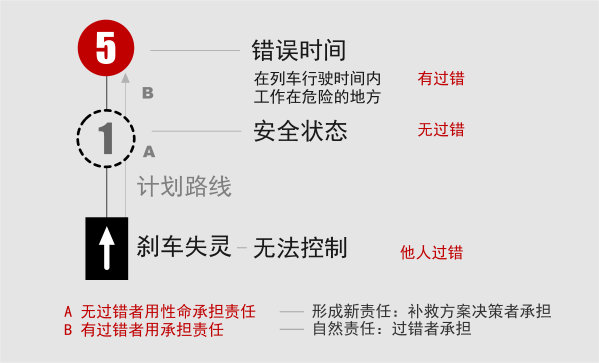 5
错误时间
在列车行驶时间内 有过错
工作在危险的地方
B
1
安全状态 无过错
A
计划路线
刹车失灵 无法控制 他人过错
A 无过错者用性命承担责任 形成新责任：补救方案决策者承担
B 有过错者用承担责任 自然责任：过错者承担